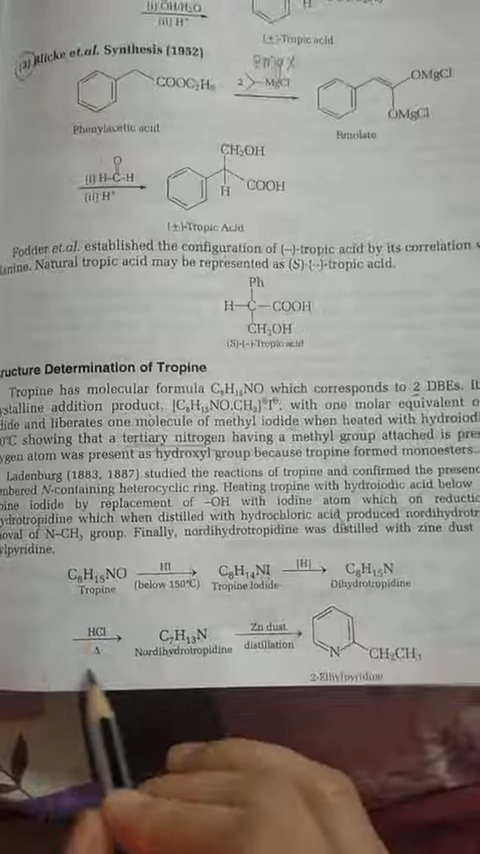 (i) OH/H₂O
(ii) H⁺
(±)-Tropic acid
(3) Blicke et.al. Synthesis (1952)
COOC₂H₅
2 MgCl
OMgCl
OMgCl
Phenylacetic acid
Enolate
O
(i) H–C–H
(ii) H⁺
CH₂OH
H COOH
(±)-Tropic Acid
Fodder et.al. established the configuration of (–)-tropic acid by its correlation
Natural tropic acid may be represented as (S)-(–)-tropic acid.
Ph
H–C–COOH
CH₂OH
(S)-(–)-Tropic acid
ructure Determination of Tropine
Tropine has molecular formula C₈H₁₅NO which corresponds to 2 DBEs. It
ystalline addition product, [C₈H₁₅NO.CH₃]⁺I⁻, with one molar equivalent o
dide and liberates one molecule of methyl iodide when heated with hydroiodi
0°C showing that a tertiary nitrogen having a methyl group attached is pres
ygen atom was present as hydroxyl group because tropine formed monoesters.
Ladenburg (1883, 1887) studied the reactions of tropine and confirmed the presenc
mbered N-containing heterocyclic ring. Heating tropine with hydroiodic acid below
pine iodide by replacement of –OH with iodine atom which on reductio
ydrotropidine which when distilled with hydrochloric acid produced nordihydrotr
noval of N–CH₃ group. Finally, nordihydrotropidine was distilled with zinc dust
ylpyridine.
C₈H₁₅NO HI (below 150°C) C₈H₁₄NI [H] C₈H₁₅N
Tropine Tropine Iodide Dihydrotropidine
HCl Δ C₇H₁₃N Zn dust distillation N CH₂CH₃
Nordihydrotropidine
2-Ethylpyridine